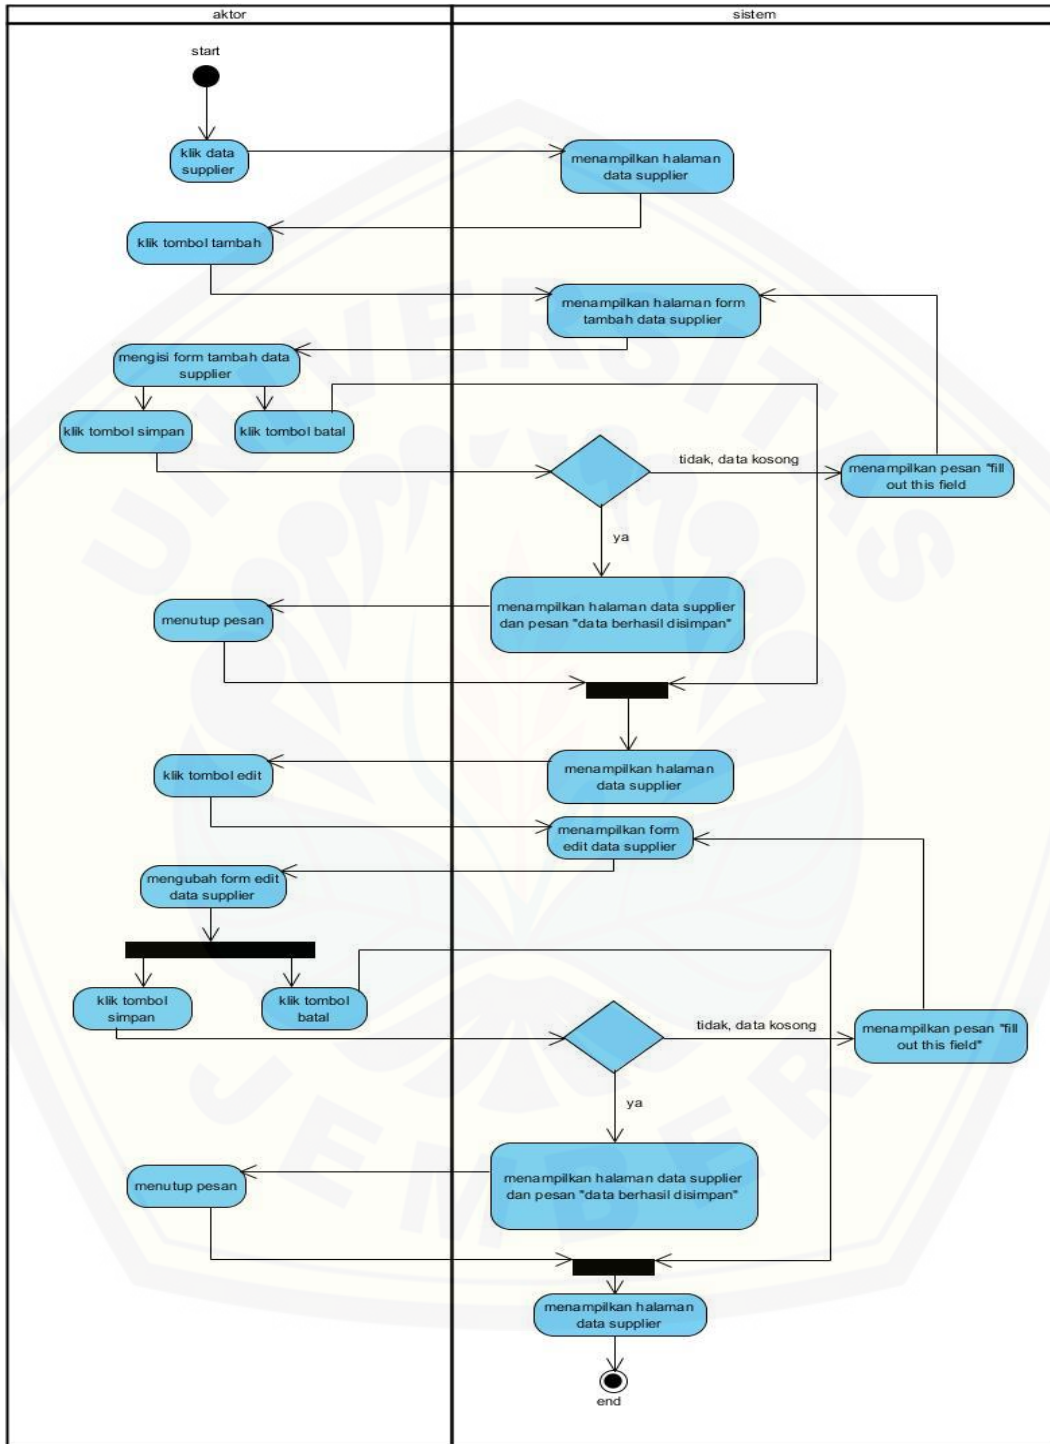 aktor
sistem
start
klik data
supplier
menampilkan halaman
data supplier
klik tombol tambah
menampilkan halaman form
tambah data supplier
mengisi form tambah data
supplier
klik tombol simpan
klik tombol batal
tidak, data kosong
menampilkan pesan "fill
out this field
ya
menampilkan halaman data supplier
dan pesan "data berhasil disimpan"
menutup pesan
menampilkan halaman
data supplier
klik tombol edit
menampilkan form
edit data supplier
mengubah form edit
data supplier
klik tombol
simpan
klik tombol
batal
tidak, data kosong
menampilkan pesan "fill
out this field"
ya
menampilkan halaman data supplier
dan pesan "data berhasil disimpan"
menutup pesan
menampilkan halaman
data supplier
end
UNIVERSITAS
JEMBER